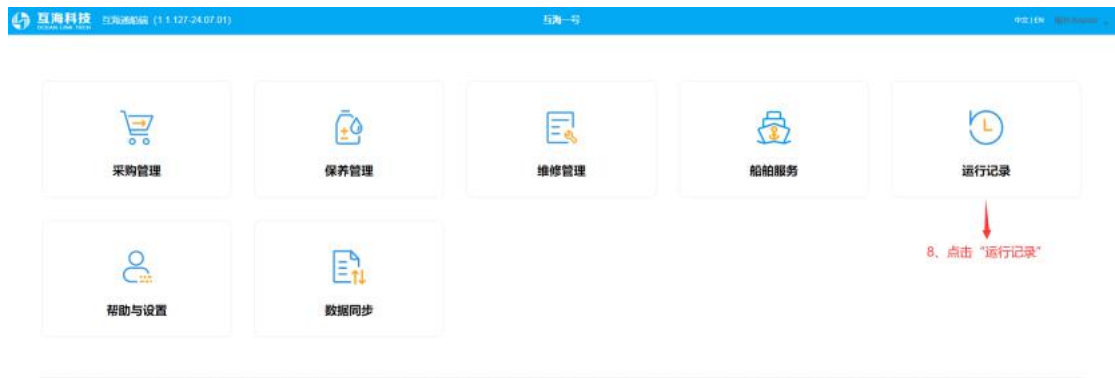 互海科技 互海通船端 (1.1.127-24.07.01) 互海一号 中文 | EN
OCEAN LINK TECH
采购管理 保养管理 维修管理 船舶服务 运行记录
8、点击“运行记录”
帮助与设置 数据同步